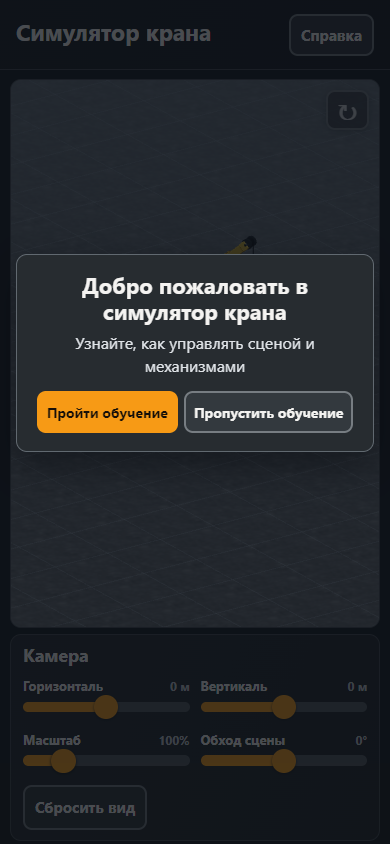 Симулятор крана
Справка
Добро пожаловать в
симулятор крана
Узнайте, как управлять сценой и
механизмами
Пройти обучение
Пропустить обучение
Камера
Горизонталь 0 м
Вертикаль 0 м
Масштаб 100%
Обход сцены 0°
Сбросить вид